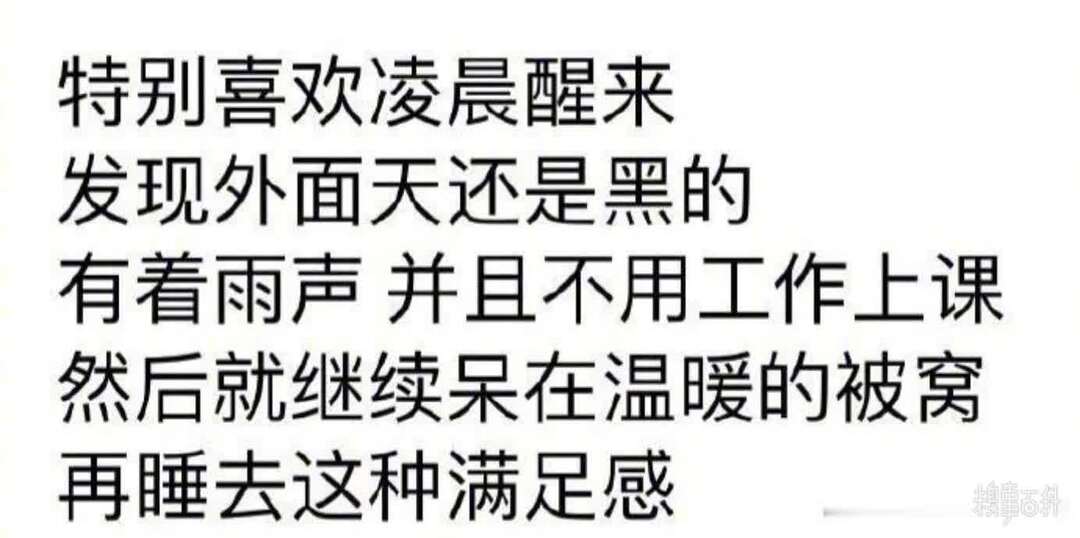 特别喜欢凌晨醒来
发现外面天还是黑的
有着雨声 并且不用工作上课
然后就继续呆在温暖的被窝
再睡去这种满足感